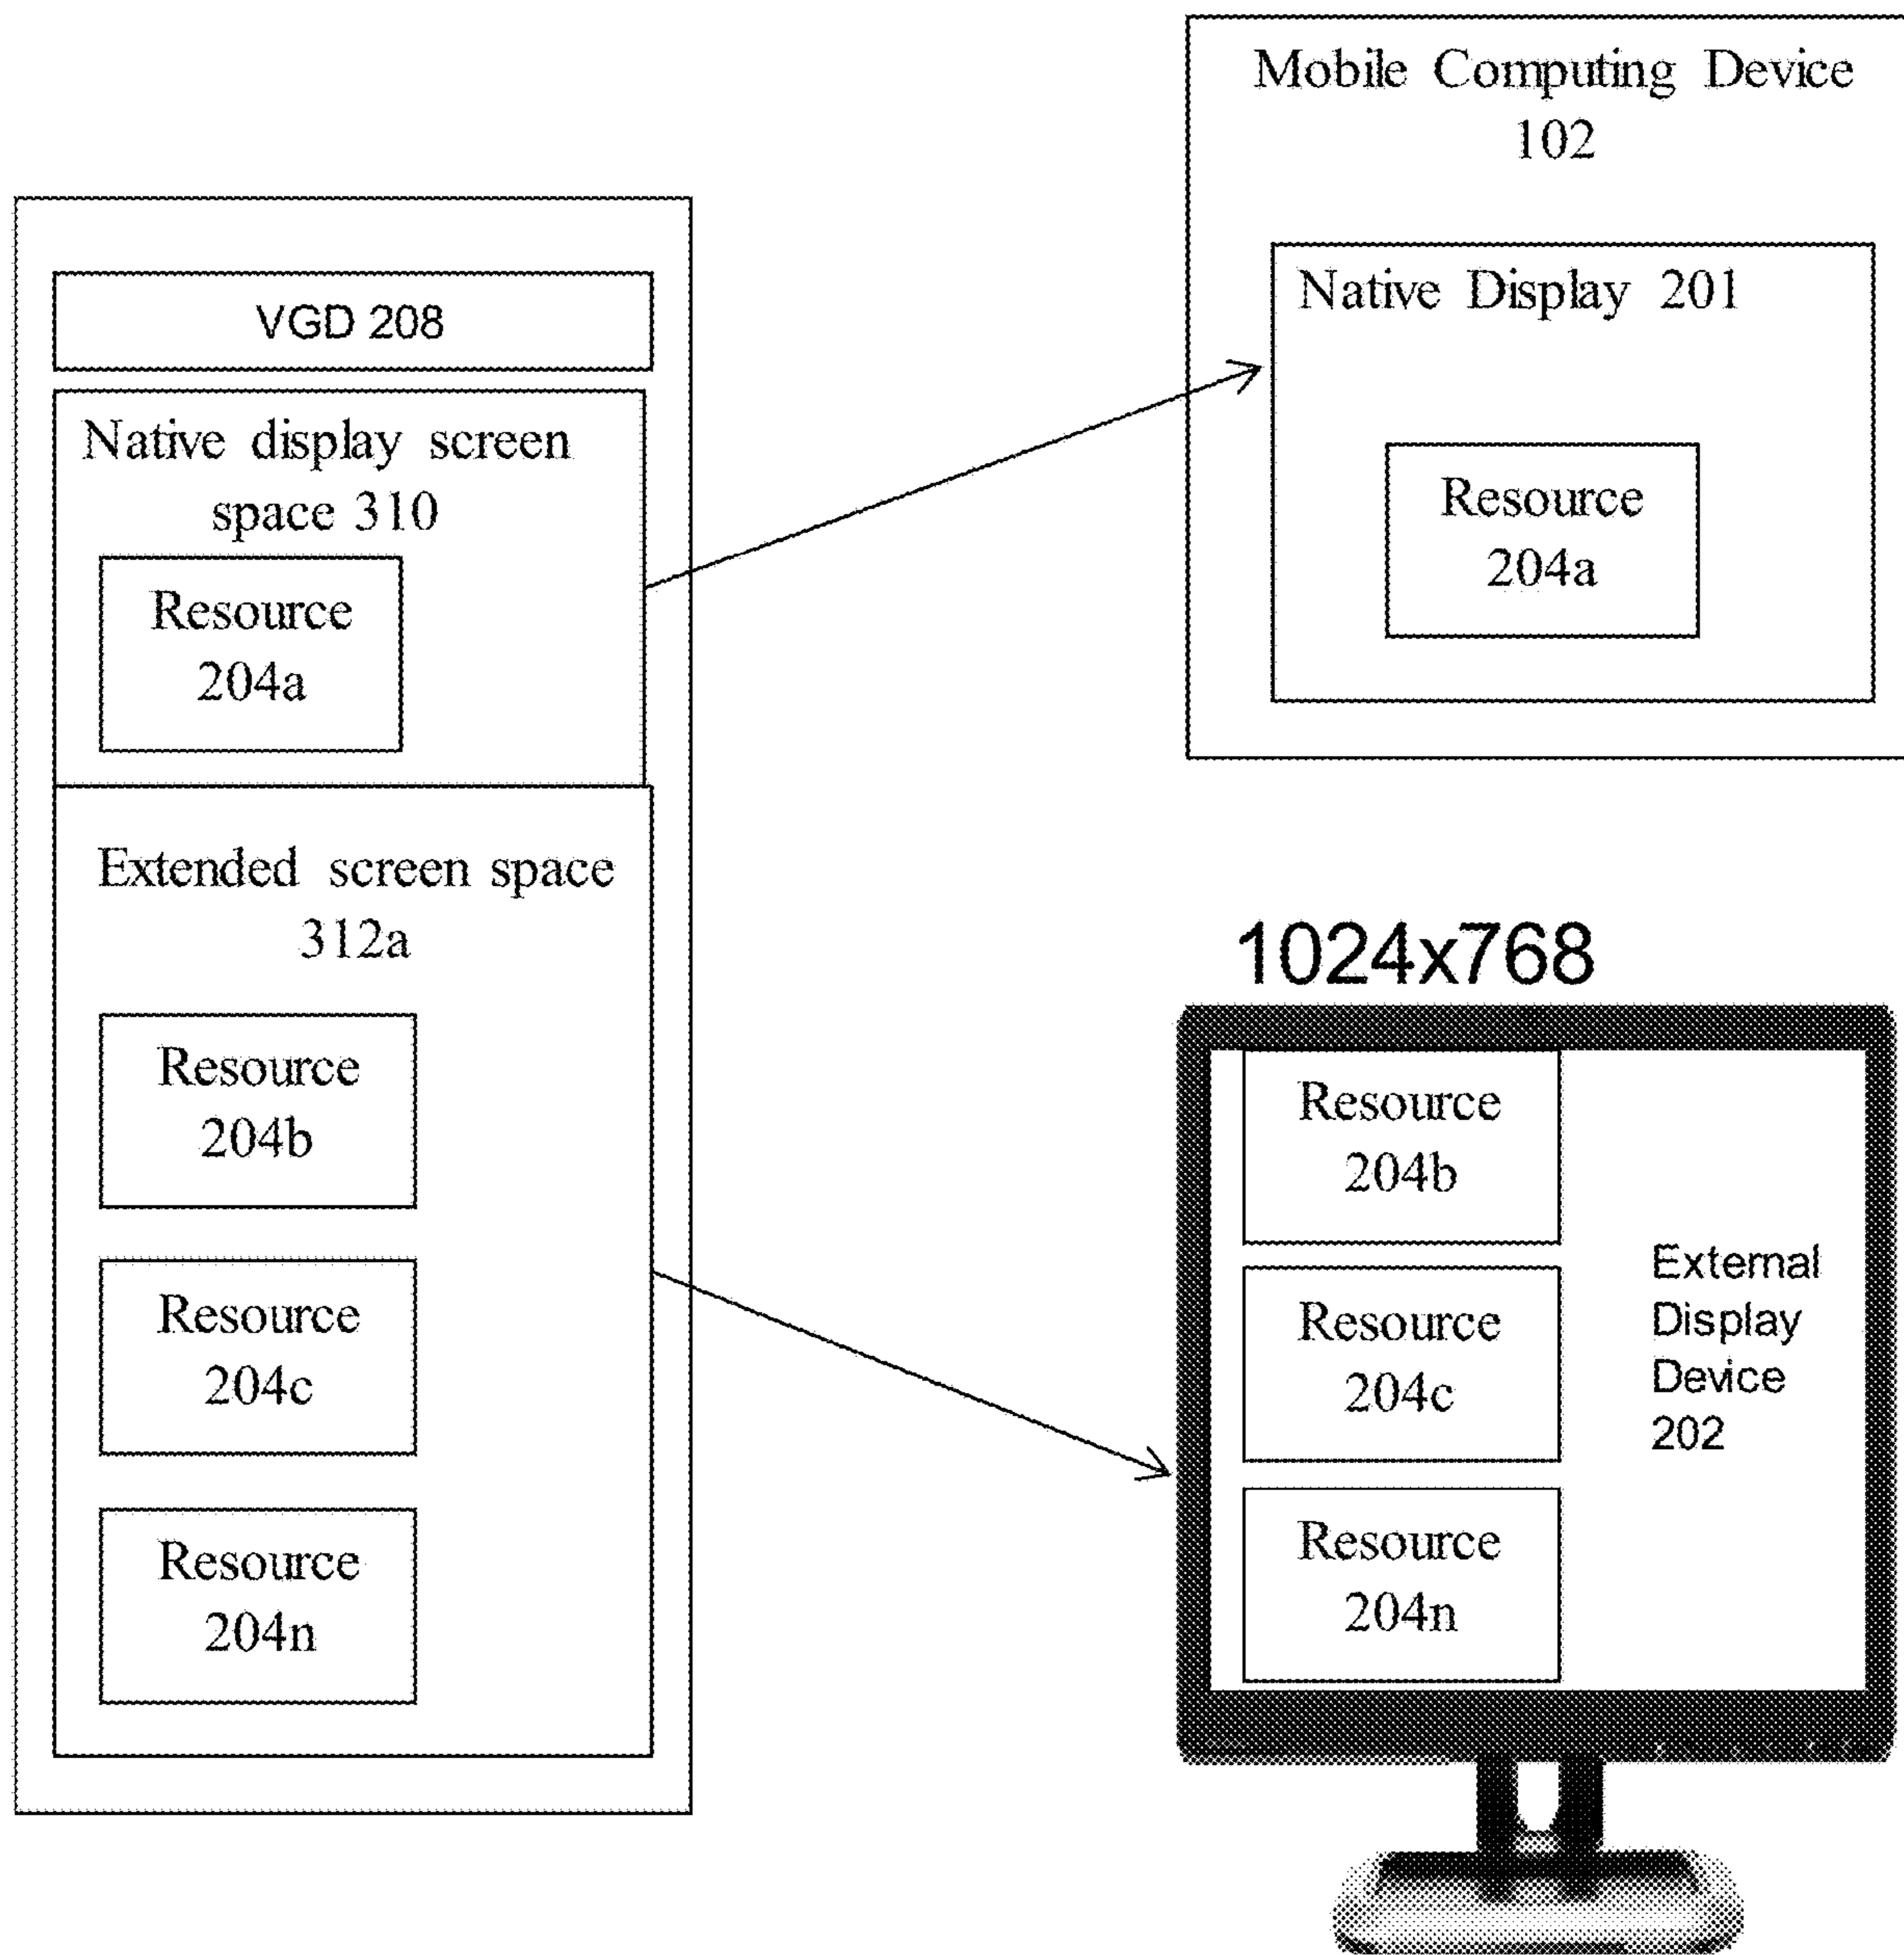 VGD 208
Native display screen
space 310
Resource
204a
Extended screen space
312a
Resource
204b
Resource
204c
Resource
204n
Mobile Computing Device
102
Native Display 201
Resource
204a
1024x768
Resource
204b
Resource
204c
Resource
204n
External
Display
Device
202